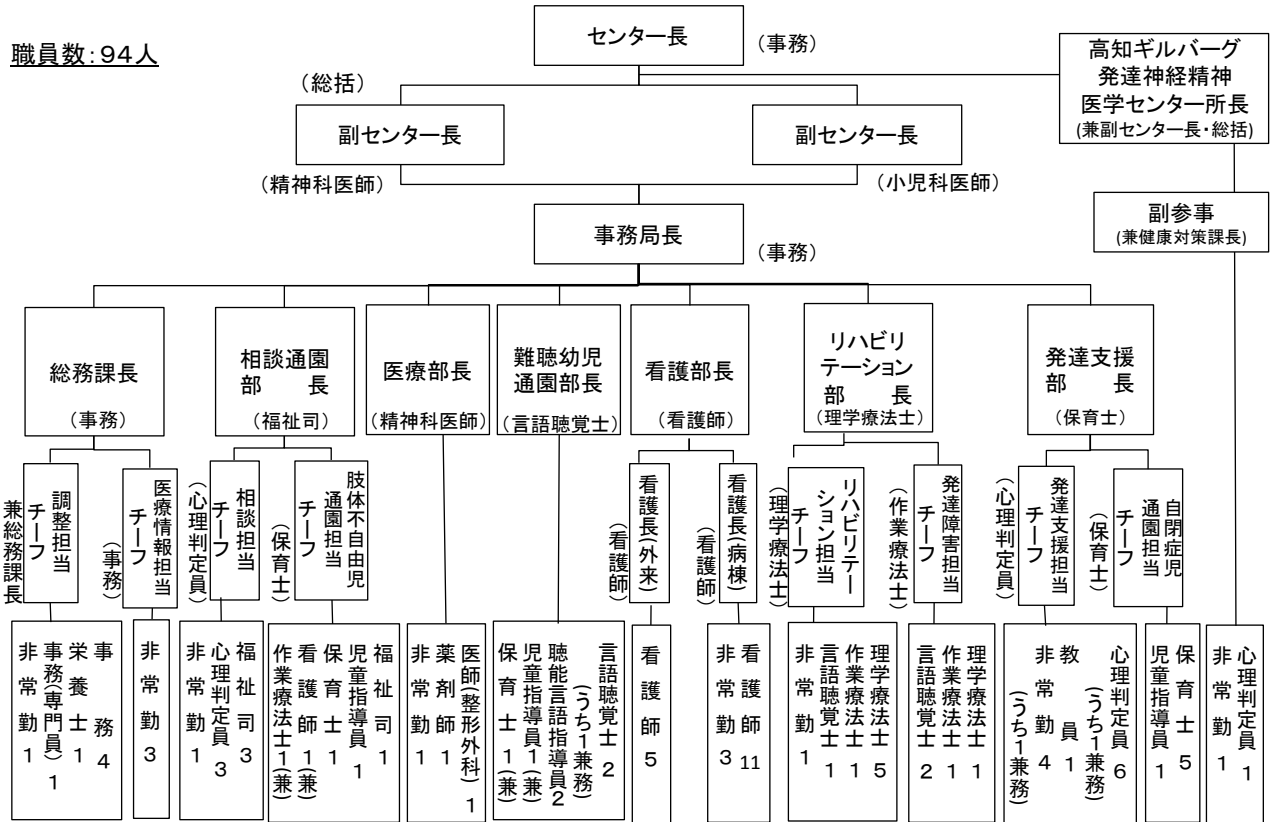 職員数：９４人
センター長
（事務）
高知ギルバーグ
発達神経精神
医学センター所長
(兼副センター長・総括)
（総括）
副センター長
（精神科医師）
副センター長
（小児科医師）
副参事
(兼健康対策課長)
事務局長
（事務）
総務課長
（事務）
相談通園
部　　長
（福祉司）
医療部長
（精神科医師）
難聴幼児
通園部長
（言語聴覚士）
看護部長
（看護師）
リハビリ
テーション
部　　長
（理学療法士）
発達支援
部　　長
（保育士）
調整担当
チーフ
兼総務課長
医療情報担当
チーフ
（事務）
相談担当
チーフ
（心理判定員）
肢体不自由児
通園担当
チーフ
（保育士）
看護長（外来）
（看護師）
看護長（病棟）
（看護師）
リハビリテー
ション担当
チーフ
（理学療法士）
発達障害担当
チーフ
（作業療法士）
発達支援担当
チーフ
（心理判定員）
自閉症児
通園担当
チーフ
（保育士）
事　務　４
栄養士　１
事務（専門員）　１
非常勤　１
非常勤　３
福祉司　３
心理判定員　３
非常勤　１
福祉司　１
児童指導員　１
保育士　１
看護師　１（兼）
作業療法士１（兼）
医師（整形外科）　１
薬剤師　１
非常勤　１
言語聴覚士　２
（うち１兼務）
聴能言語指導員２
児童指導員１（兼）
保育士　１（兼）
看護師　５
看護師　11
非常勤　３
理学療法士　５
作業療法士　１
言語聴覚士　１
非常勤　１
理学療法士　１
作業療法士　１
言語聴覚士　２
心理判定員　６
（うち１兼務）
教　員　１
非常勤　４
（うち１兼務）
保育士　５
児童指導員　１
心理判定員　１
非常勤　１